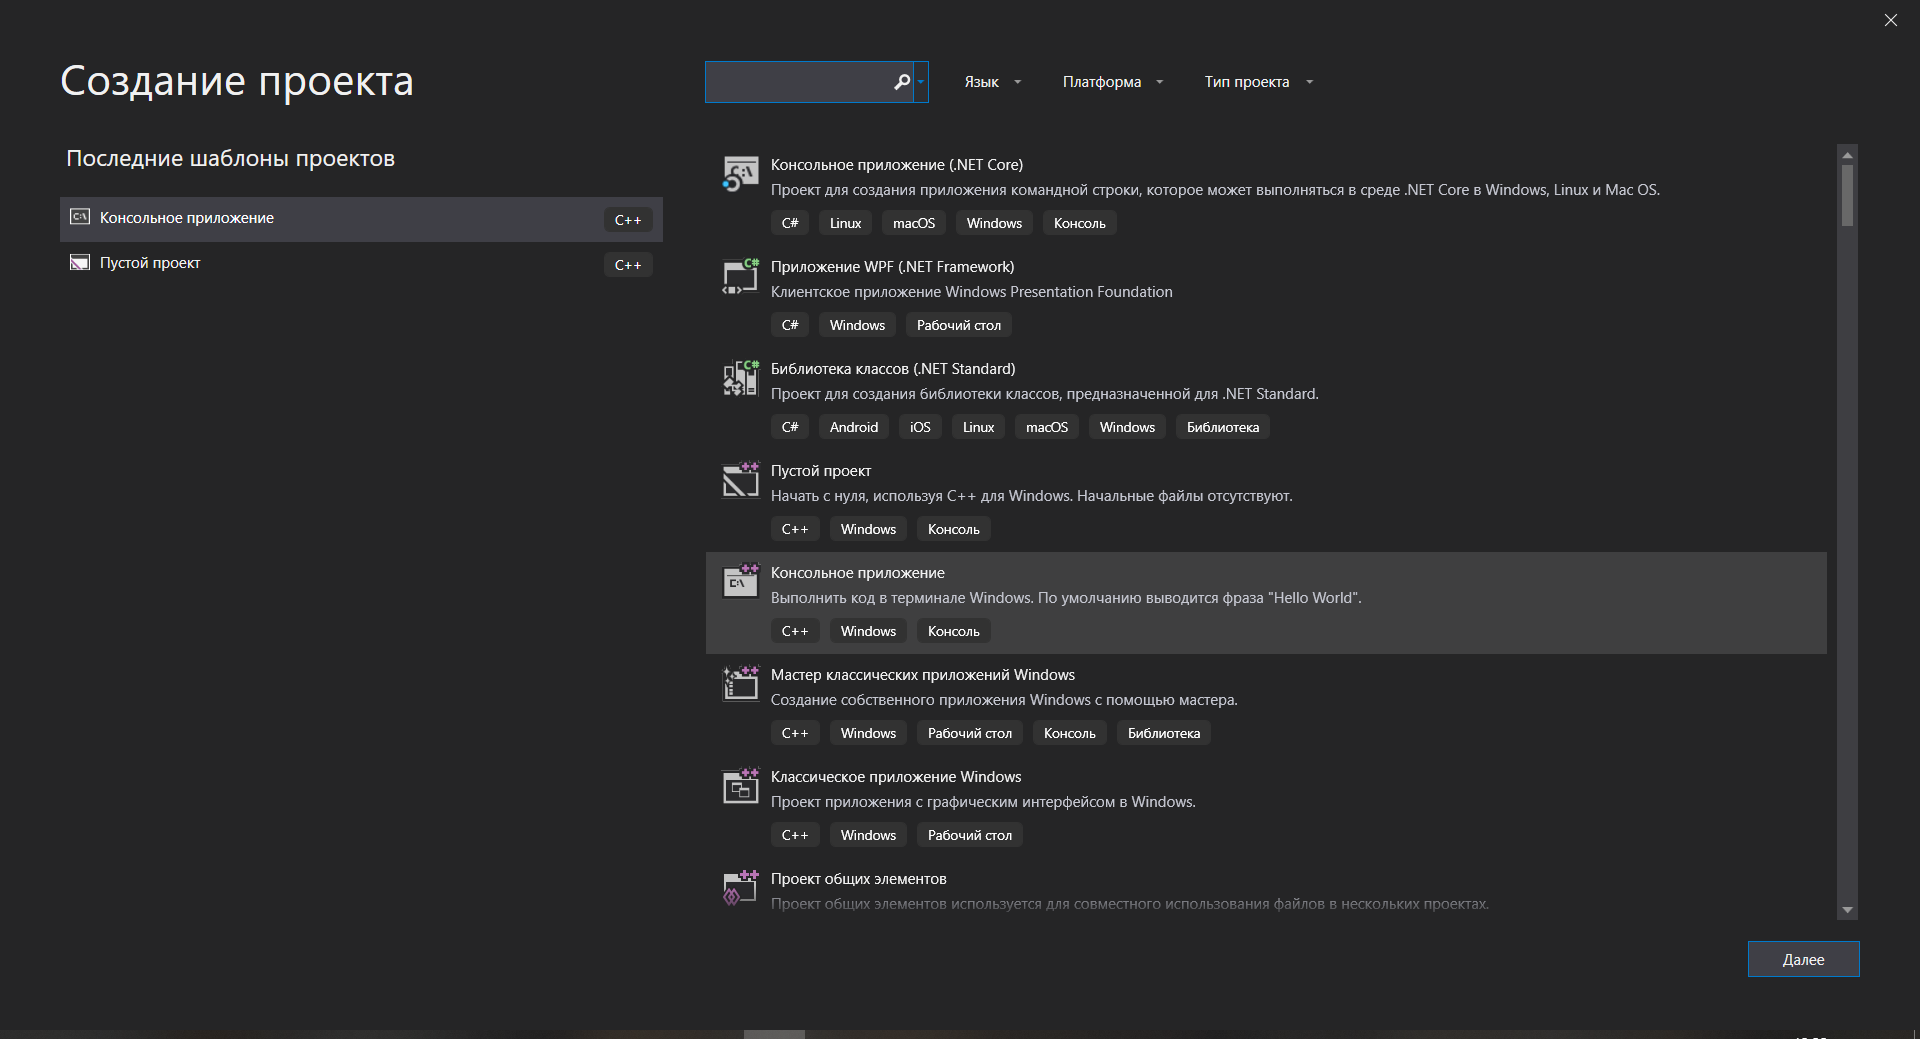 Создание проекта
Язык
Платформа
Тип проекта
Последние шаблоны проектов
Консольное приложение
C++
Пустой проект
C++
Консольное приложение (.NET Core)
Проект для создания приложения командной строки, которое может выполняться в среде .NET Core в Windows, Linux и Mac OS.
C# Linux macOS Windows Консоль
Приложение WPF (.NET Framework)
Клиентское приложение Windows Presentation Foundation
C# Windows Рабочий стол
Библиотека классов (.NET Standard)
Проект для создания библиотеки классов, предназначенной для .NET Standard.
C# Android iOS Linux macOS Windows Библиотека
Пустой проект
Начать с нуля, используя C++ для Windows. Начальные файлы отсутствуют.
C++ Windows Консоль
Консольное приложение
Выполнить код в терминале Windows. По умолчанию выводится фраза "Hello World".
C++ Windows Консоль
Мастер классических приложений Windows
Создание собственного приложения Windows с помощью мастера.
C++ Windows Рабочий стол Консоль Библиотека
Классическое приложение Windows
Проект приложения с графическим интерфейсом в Windows.
C++ Windows Рабочий стол
Проект общих элементов
Проект общих элементов используется для совместного использования файлов в нескольких проектах.
Далее